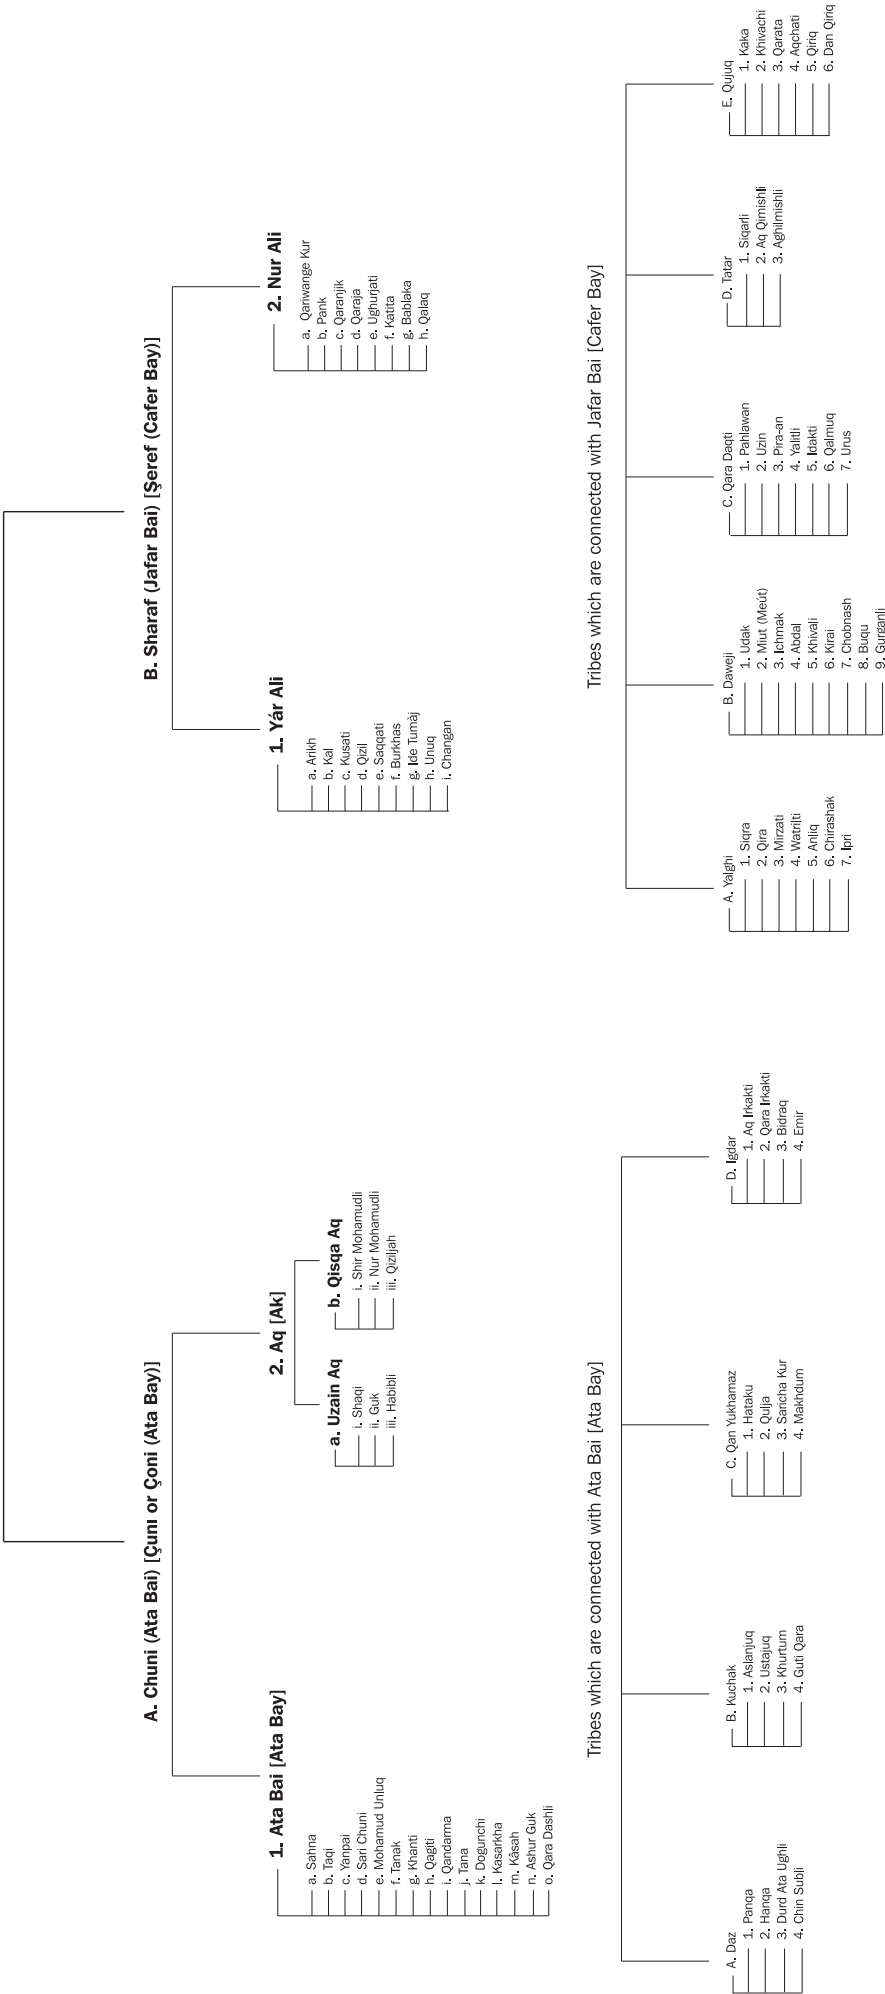 A. Chuni (Ata Bai) [Çunı or Çoni (Ata Bay)]
1. Ata Bai [Ata Bay]
a. Sahna
b. Taqi
c. Yanpai
d. Sari Chuni
e. Mohamud Unluq
f. Tanak
g. Khanti
h. Qagiti
i. Qandarma
j. Tana
k. Dogunchi
l. Kasarkha
m. Kâsah
n. Ashur Guk
o. Qara Dashli
2. Aq [Ak]
a. Uzain Aq
i. Shaqi
ii. Guk
iii. Habibli
b. Qisqa Aq
i. Shir Mohamudli
ii. Nur Mohamudli
iii. Qiziljah
B. Sharaf (Jafar Bai) [Şeref (Cafer Bay)]
1. Yár Ali
a. Arikh
b. Kal
c. Kusati
d. Qizil
e. Saqqati
f. Burkhas
g. Ide Tumàj
h. Unuq
i. Changan
2. Nur Ali
a. Qariwange Kur
b. Pank
c. Qaranjik
d. Qaraja
e. Ughurjati
f. Katita
g. Bablaka
h. Qalaq
Tribes which are connected with Ata Bai [Ata Bay]
A. Daz
1. Panqa
2. Hanqa
3. Durd Ata Ughli
4. Chin Subli
B. Kuchak
1. Aslanjuq
2. Ustajuq
3. Khurtum
4. Guti Qara
C. Qan Yukhamaz
1. Hataku
2. Qulja
3. Saricha Kur
4. Makhdum
D. Igdar
1. Aq Irkakti
2. Qara Irkakti
3. Bidraq
4. Emir
Tribes which are connected with Jafar Bai [Cafer Bay]
A. Yalghi
1. Siqra
2. Qira
3. Mirzati
4. Watrilti
5. Anliq
6. Chirashak
7. Ipri
B. Daweji
1. Udak
2. Miut (Meút)
3. Ichmak
4. Abdal
5. Khivali
6. Kirai
7. Chobnash
8. Buqu
9. Gurganli
C. Qara Daqti
1. Pahlawan
2. Uzin
3. Pira-an
4. Yalitli
5. Idakti
6. Qalmuq
7. Urus
D. Tatar
1. Siqarli
2. Aq Qimishli
3. Aghilmishli
E. Qujuq
1. Kaka
2. Khivachi
3. Qarata
4. Aqchati
5. Qiriq
6. Dan Qiriq